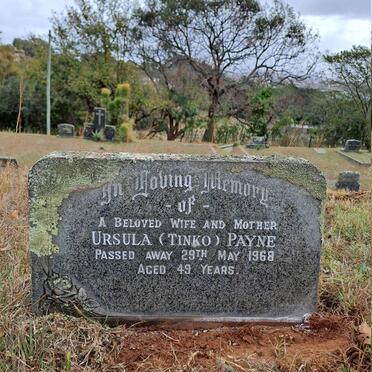 In Loving Memory
- of -
A Beloved Wife and Mother
Ursula (Tinko) Payne
Passed away 29th May 1968
Aged 49 Years.